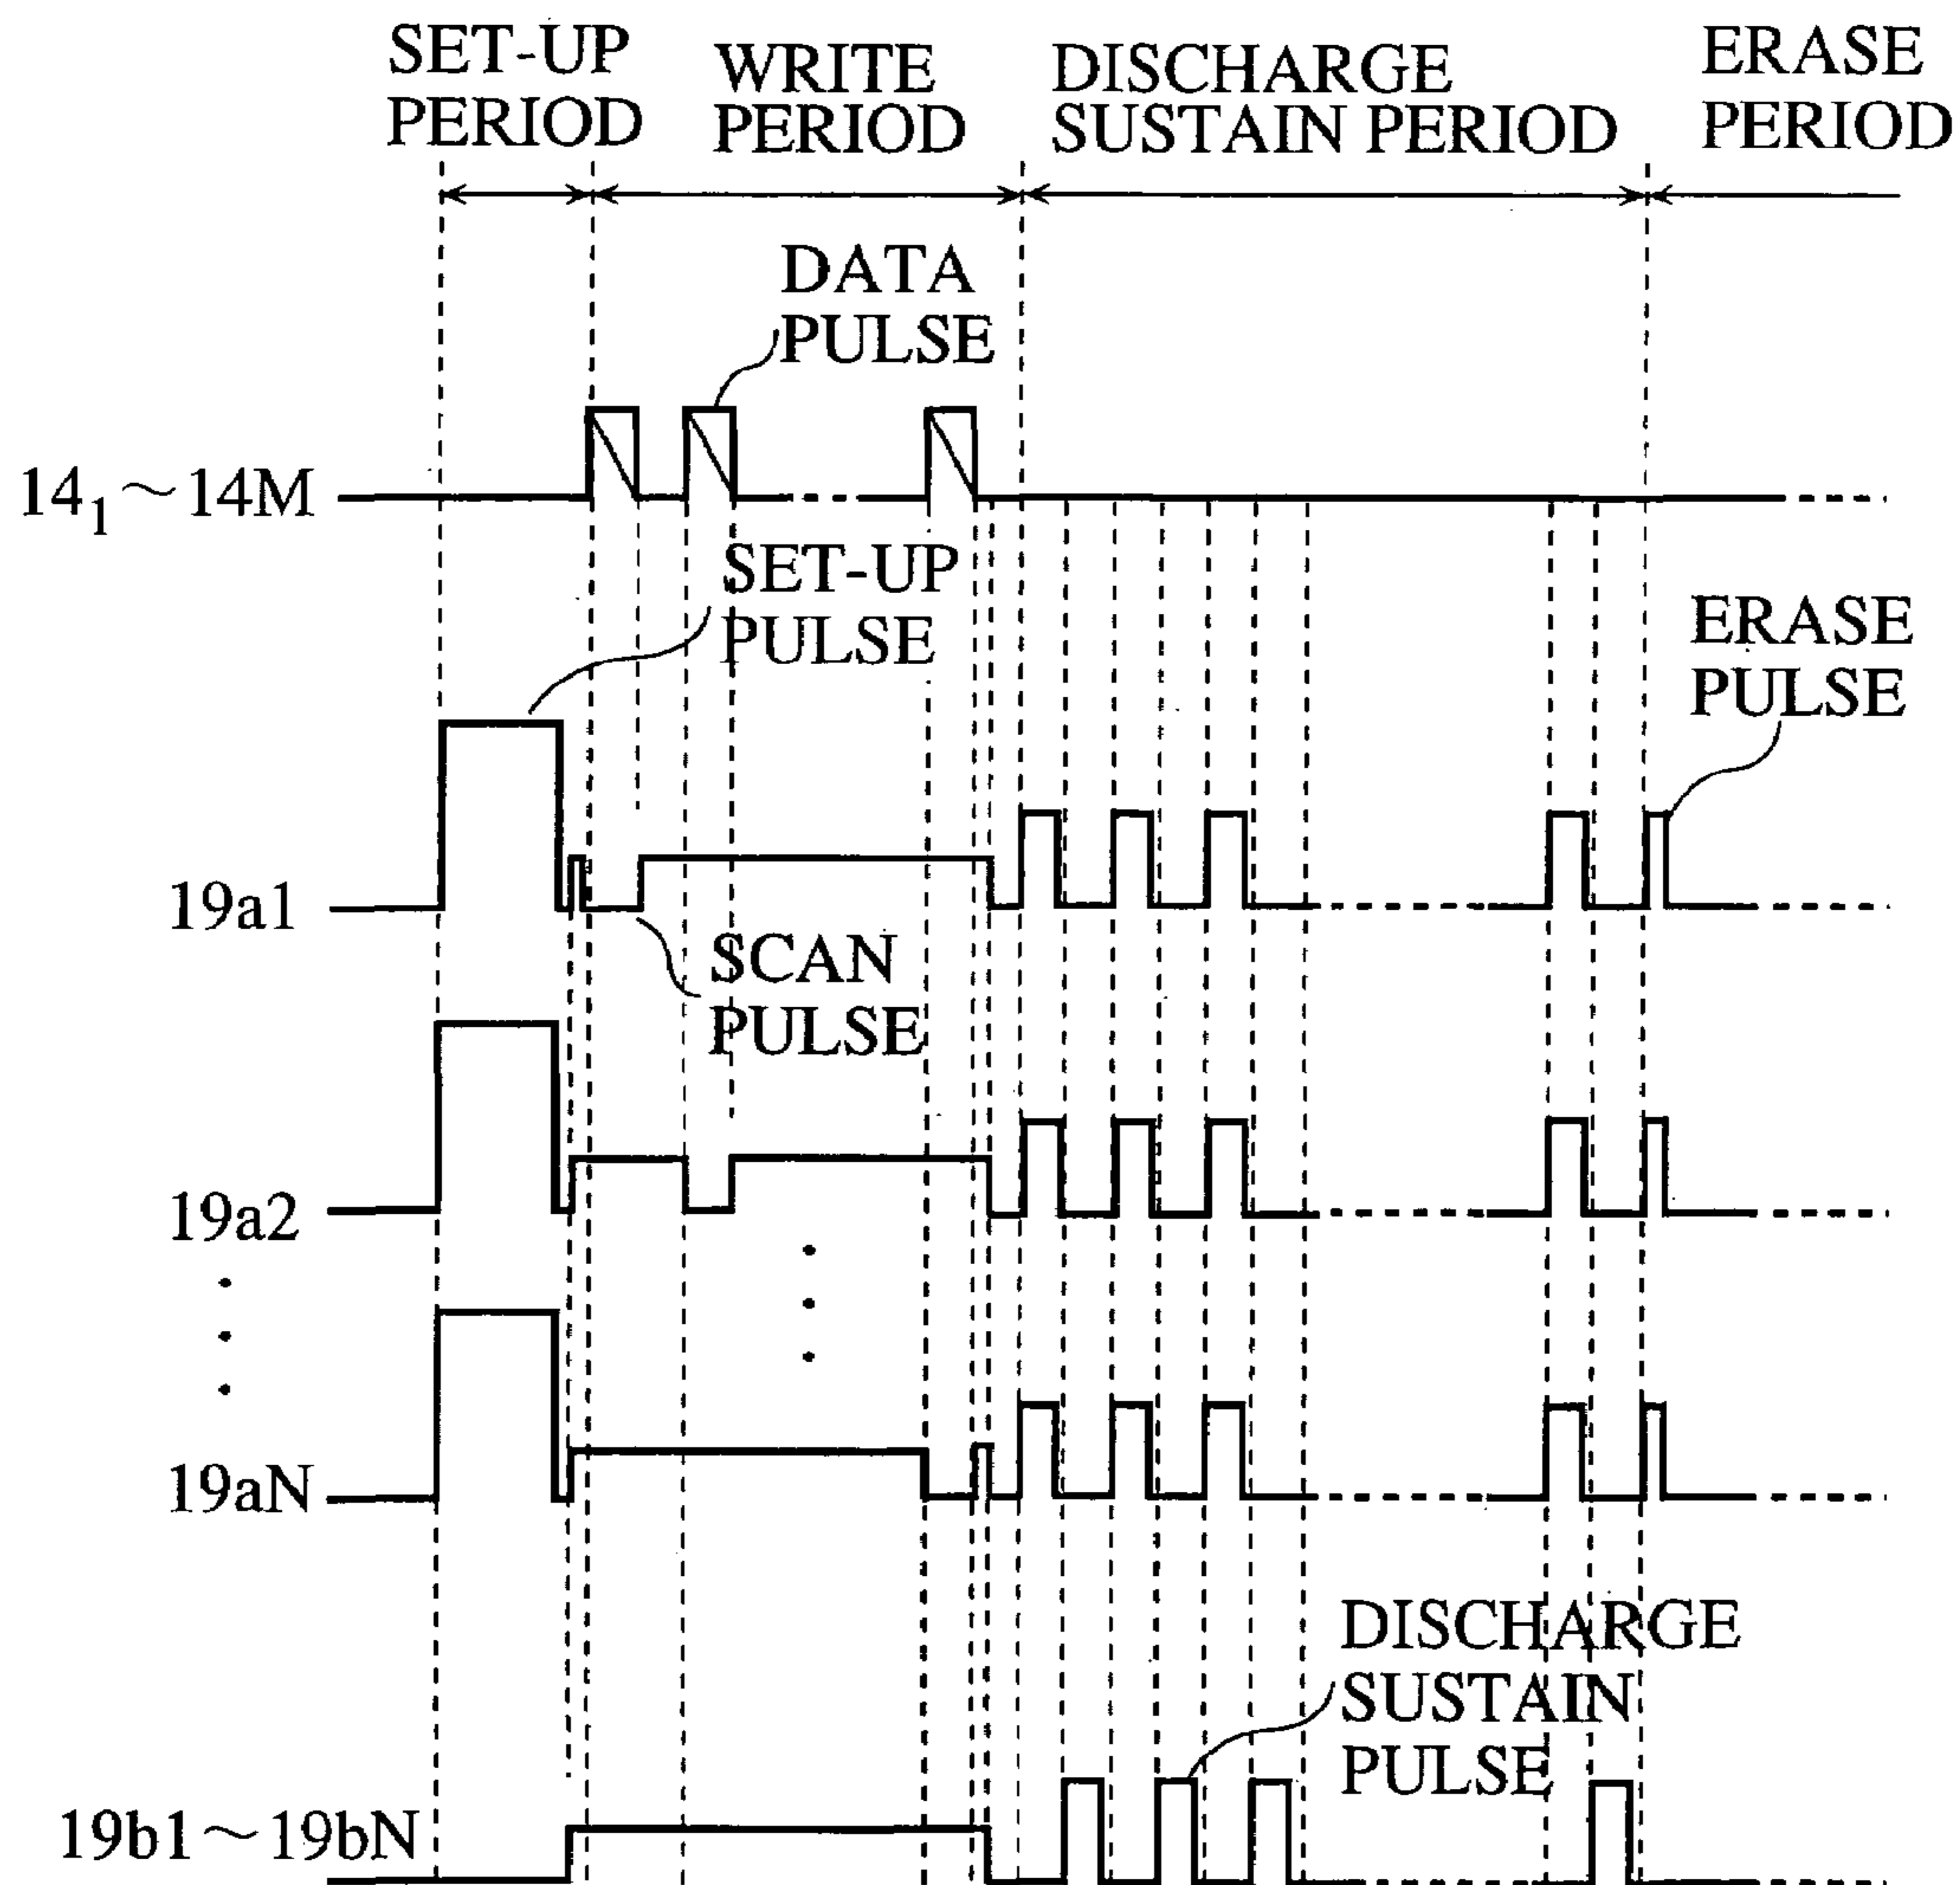 SET-UP
PERIOD
WRITE
PERIOD
DISCHARGE
SUSTAIN PERIOD
ERASE
PERIOD
DATA
PULSE
14₁~14M
SET-UP
PULSE
ERASE
PULSE
19a1
SCAN
PULSE
19a2
19aN
DISCHARGE
SUSTAIN
PULSE
19b1~19bN